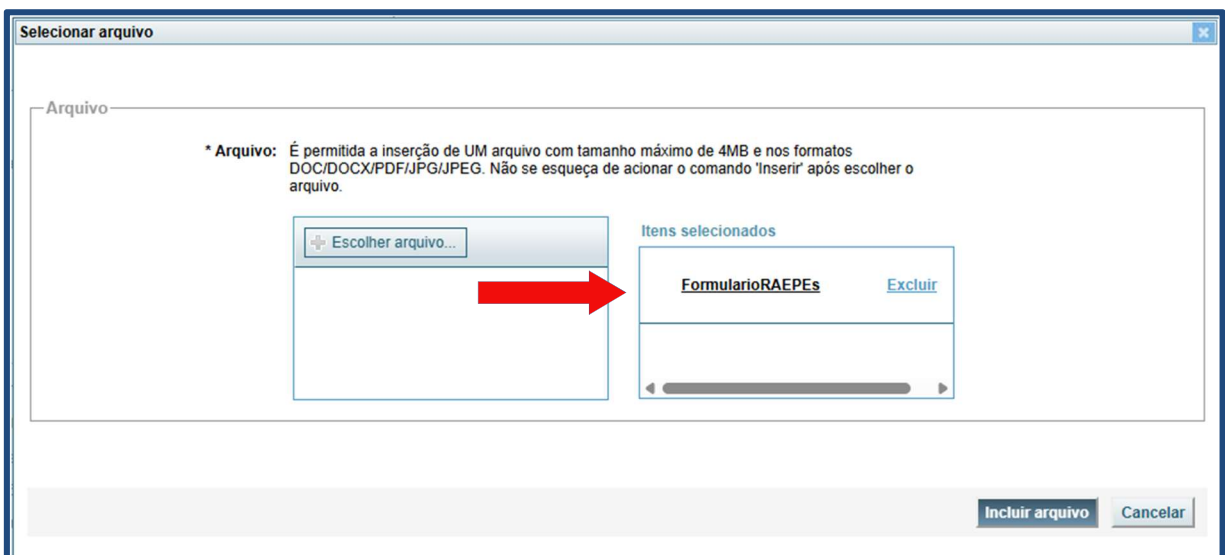 Selecionar arquivo
Arquivo
* Arquivo: É permitida a inserção de UM arquivo com tamanho máximo de 4MB e nos formatos
DOC/DOCX/PDF/JPG/JPEG. Não se esqueça de acionar o comando 'Inserir' após escolher o
arquivo.
Escolher arquivo...
Itens selecionados
FormularioRAEPEs Excluir
Incluir arquivo Cancelar